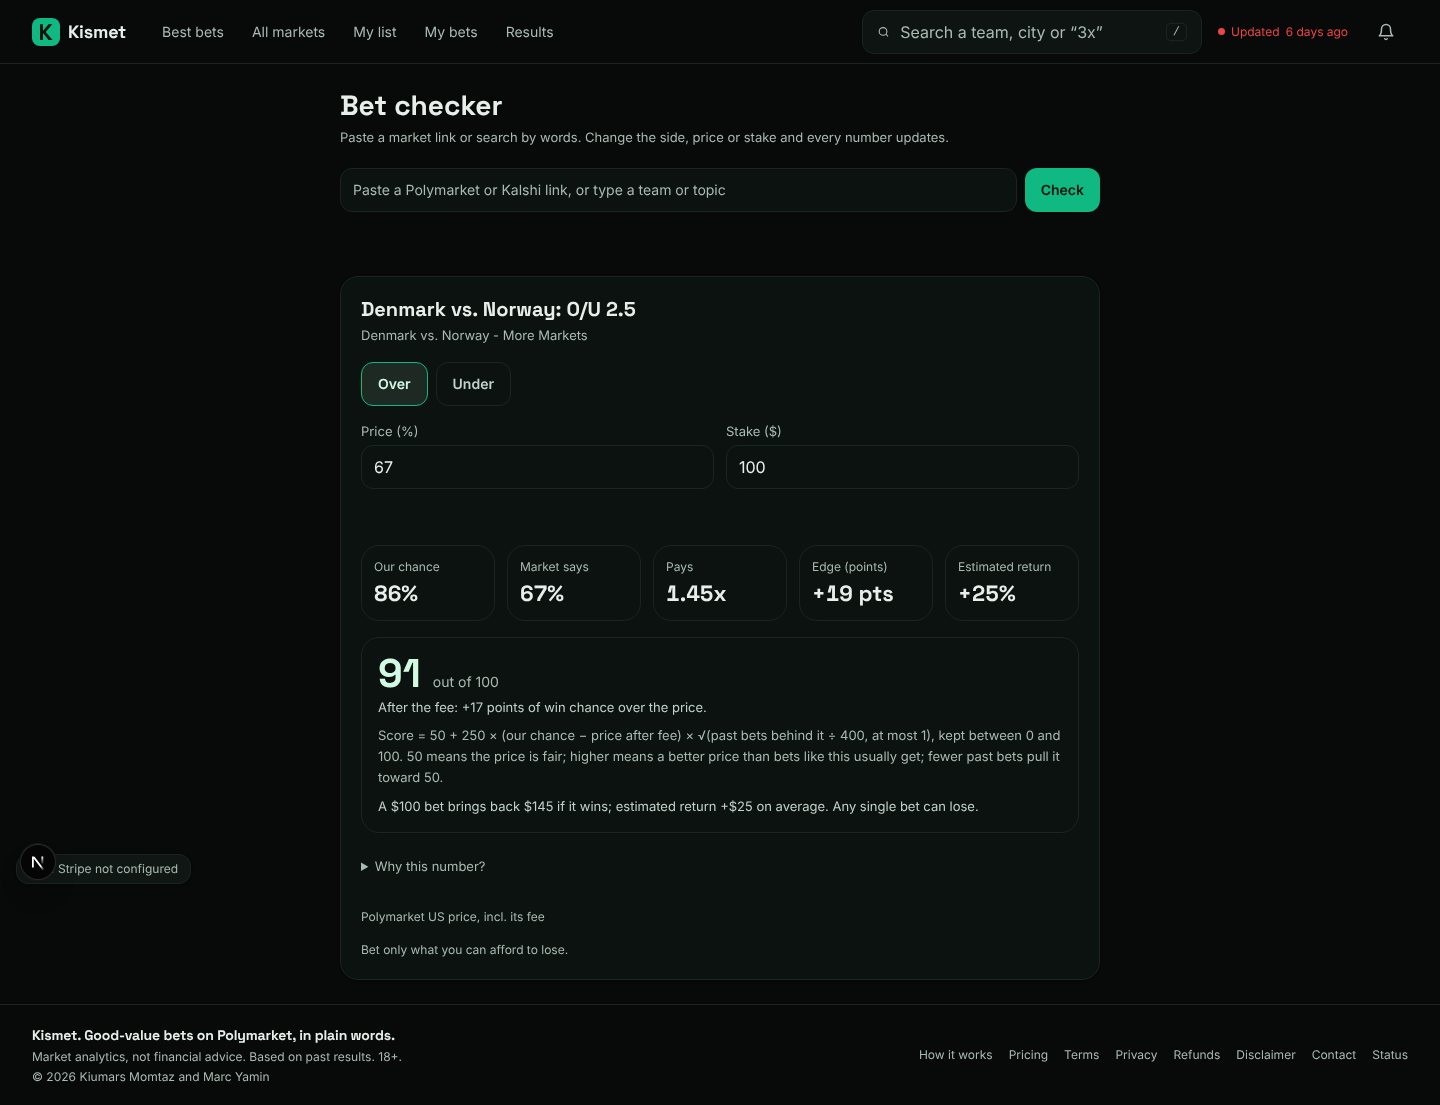 K Kismet
Best bets
All markets
My list
My bets
Results
Search a team, city or “3x”
/
Updated 6 days ago
Bet checker
Paste a market link or search by words. Change the side, price or stake and every number updates.
Paste a Polymarket or Kalshi link, or type a team or topic
Check
Denmark vs. Norway: O/U 2.5
Denmark vs. Norway - More Markets
Over
Under
Price (%)
Stake ($)
67
100
Our chance
86%
Market says
67%
Pays
1.45x
Edge (points)
+19 pts
Estimated return
+25%
91 out of 100
After the fee: +17 points of win chance over the price.
Score = 50 + 250 × (our chance − price after fee) × √(past bets behind it ÷ 400, at most 1), kept between 0 and
100. 50 means the price is fair; higher means a better price than bets like this usually get; fewer past bets pull it
toward 50.
A $100 bet brings back $145 if it wins; estimated return +$25 on average. Any single bet can lose.
Why this number?
N
Stripe not configured
Polymarket US price, incl. its fee
Bet only what you can afford to lose.
Kismet. Good-value bets on Polymarket, in plain words.
Market analytics, not financial advice. Based on past results. 18+.
© 2026 Kiumars Momtaz and Marc Yamin
How it works
Pricing
Terms
Privacy
Refunds
Disclaimer
Contact
Status